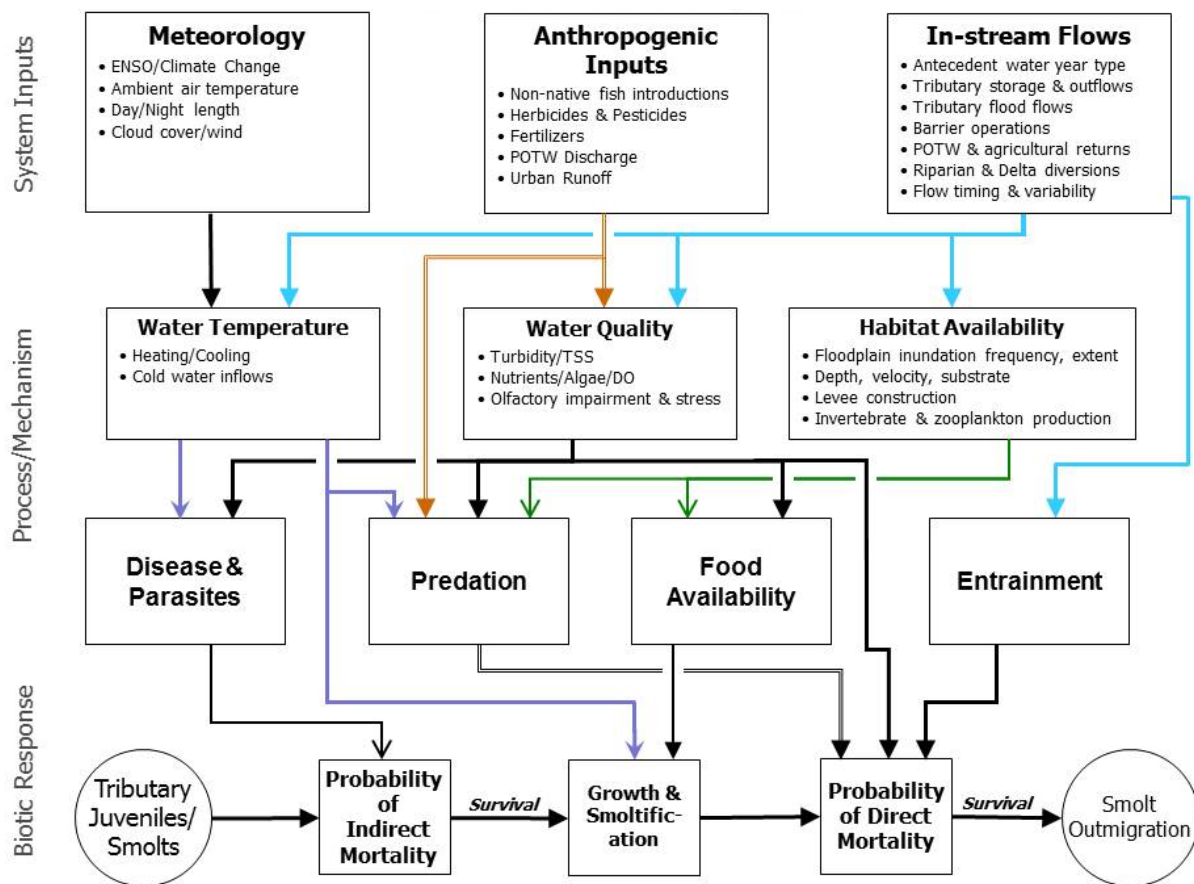 System Inputs
Meteorology
• ENSO/Climate Change
• Ambient air temperature
• Day/Night length
• Cloud cover/wind
Anthropogenic
Inputs
• Non-native fish introductions
• Herbicides & Pesticides
• Fertilizers
• POTW Discharge
• Urban Runoff
In-stream Flows
• Antecedent water year type
• Tributary storage & outflows
• Tributary flood flows
• Barrier operations
• POTW & agricultural returns
• Riparian & Delta diversions
• Flow timing & variability
Process/Mechanism
Water Temperature
• Heating/Cooling
• Cold water inflows
Water Quality
• Turbidity/TSS
• Nutrients/Algae/DO
• Olfactory impairment & stress
Habitat Availability
• Floodplain inundation frequency, extent
• Depth, velocity, substrate
• Levee construction
• Invertebrate & zooplankton production
Disease &
Parasites
Predation
Food
Availability
Entrainment
Biotic Response
Tributary
Juveniles/
Smolts
Probability
of
Indirect
Mortality
Survival
Growth &
Smoltific-
ation
Probability
of Direct
Mortality
Survival
Smolt
Outmigration